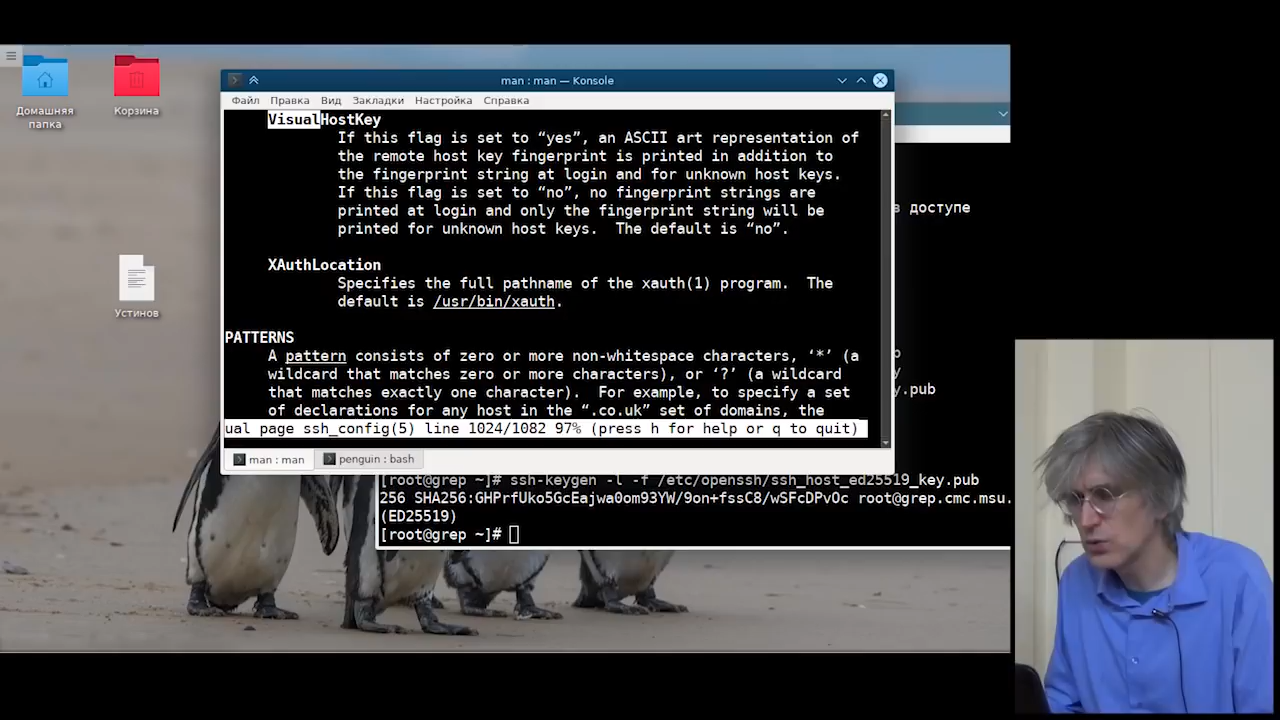 Домашняя
папка
Корзина
Устинов
man : man — Konsole
Файл Правка Вид Закладки Настройка Справка
VisualHostKey
If this flag is set to “yes”, an ASCII art representation of
the remote host key fingerprint is printed in addition to
the fingerprint string at login and for unknown host keys.
If this flag is set to “no”, no fingerprint strings are
printed at login and only the fingerprint string will be
printed for unknown host keys.  The default is “no”.
XAuthLocation
Specifies the full pathname of the xauth(1) program.  The
default is /usr/bin/xauth.
PATTERNS
A pattern consists of zero or more non-whitespace characters, ‘*’ (a
wildcard that matches zero or more characters), or ‘?’ (a wildcard
that matches exactly one character).  For example, to specify a set
of declarations for any host in the “.co.uk” set of domains, the
ual page ssh_config(5) line 1024/1082 97% (press h for help or q to quit)
man : man penguin : bash
в доступе
y.pub
[root@grep ~]# ssh-keygen -l -f /etc/openssh/ssh_host_ed25519_key.pub
256 SHA256:GHPrfUko5GcEajwa0om93YW/9on+fssC8/wSFcDPvOc root@grep.cmc.msu.
(ED25519)
[root@grep ~]#